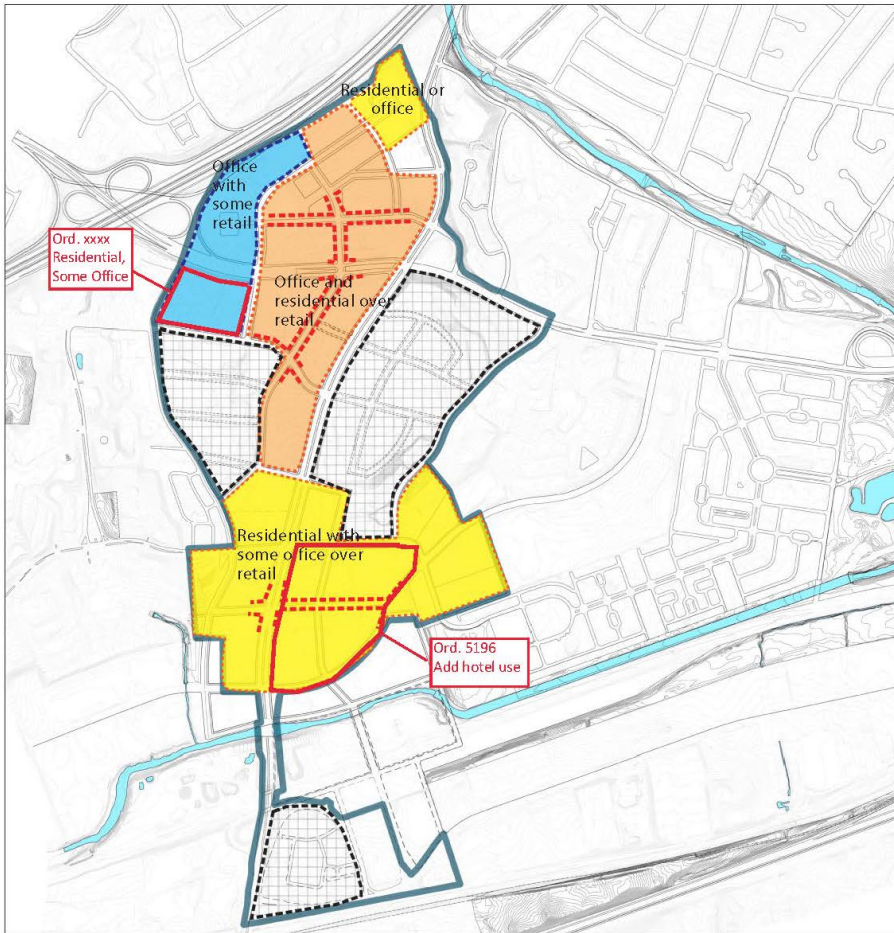 Residential or
office
Office
with
some
retail
Ord. xxxx
Residential,
Some Office
Office and
residential over
retail
Residential with
some office over
retail
Ord. 5196
Add hotel use